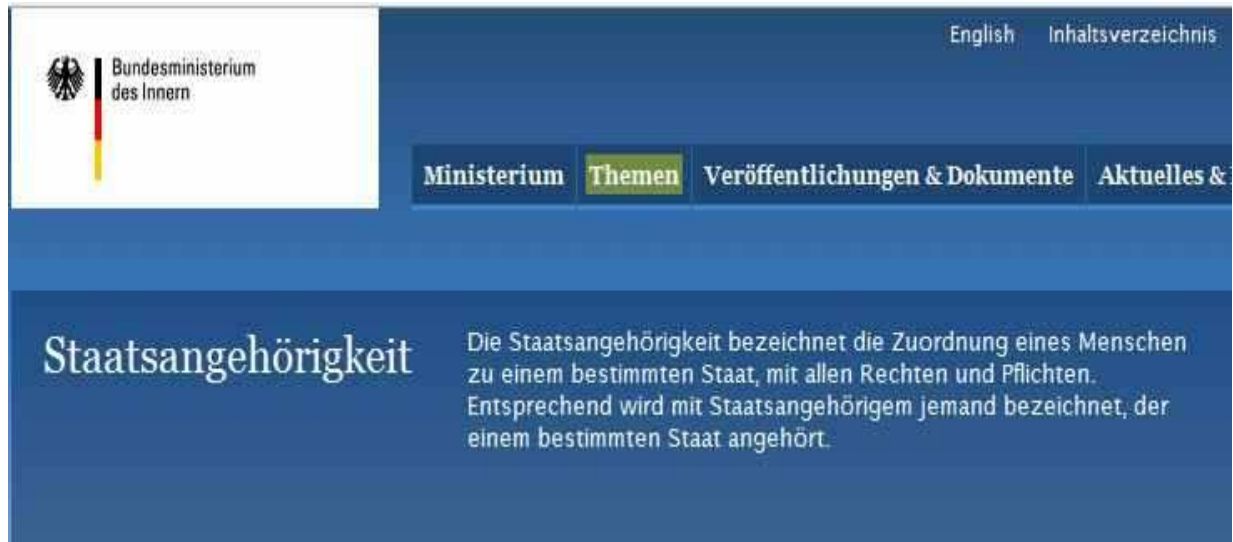 English Inhaltsverzeichnis
Bundesministerium
des Innern
Ministerium Themen Veröffentlichungen & Dokumente Aktuelles &
Staatsangehörigkeit
Die Staatsangehörigkeit bezeichnet die Zuordnung eines Menschen
zu einem bestimmten Staat, mit allen Rechten und Pflichten.
Entsprechend wird mit Staatsangehörigem jemand bezeichnet, der
einem bestimmten Staat angehört.